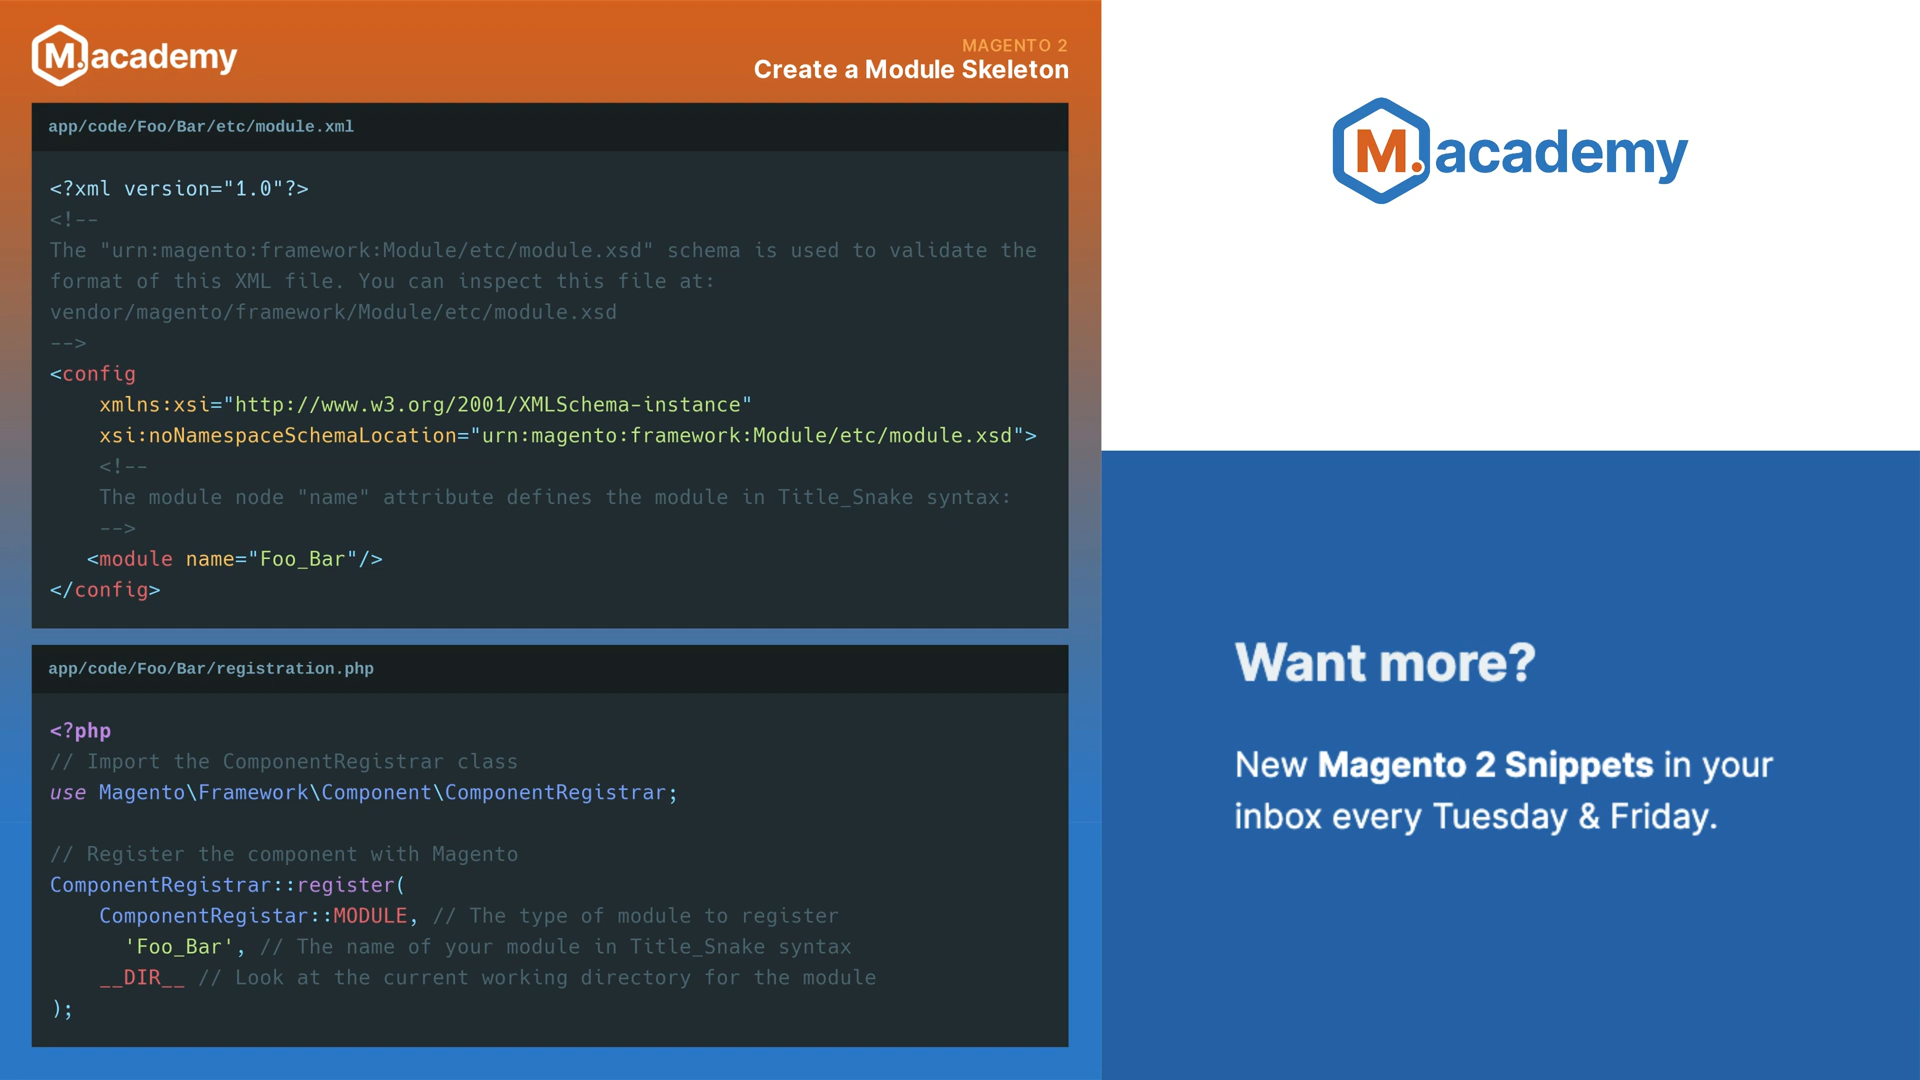 M.academy
MAGENTO 2
Create a Module Skeleton
app/code/Foo/Bar/etc/module.xml
<?xml version="1.0"?>
<!--
The "urn:magento:framework:Module/etc/module.xsd" schema is used to validate the
format of this XML file. You can inspect this file at:
vendor/magento/framework/Module/etc/module.xsd
-->
<config
    xmlns:xsi="http://www.w3.org/2001/XMLSchema-instance"
    xsi:noNamespaceSchemaLocation="urn:magento:framework:Module/etc/module.xsd">
    <!--
    The module node "name" attribute defines the module in Title_Snake syntax:
    -->
   <module name="Foo_Bar"/>
</config>
app/code/Foo/Bar/registration.php
<?php
// Import the ComponentRegistrar class
use Magento\Framework\Component\ComponentRegistrar;
// Register the component with Magento
ComponentRegistrar::register(
    ComponentRegistar::MODULE, // The type of module to register
      'Foo_Bar', // The name of your module in Title_Snake syntax
    __DIR__ // Look at the current working directory for the module
);
M.academy
Want more?
New Magento 2 Snippets in your
inbox every Tuesday & Friday.